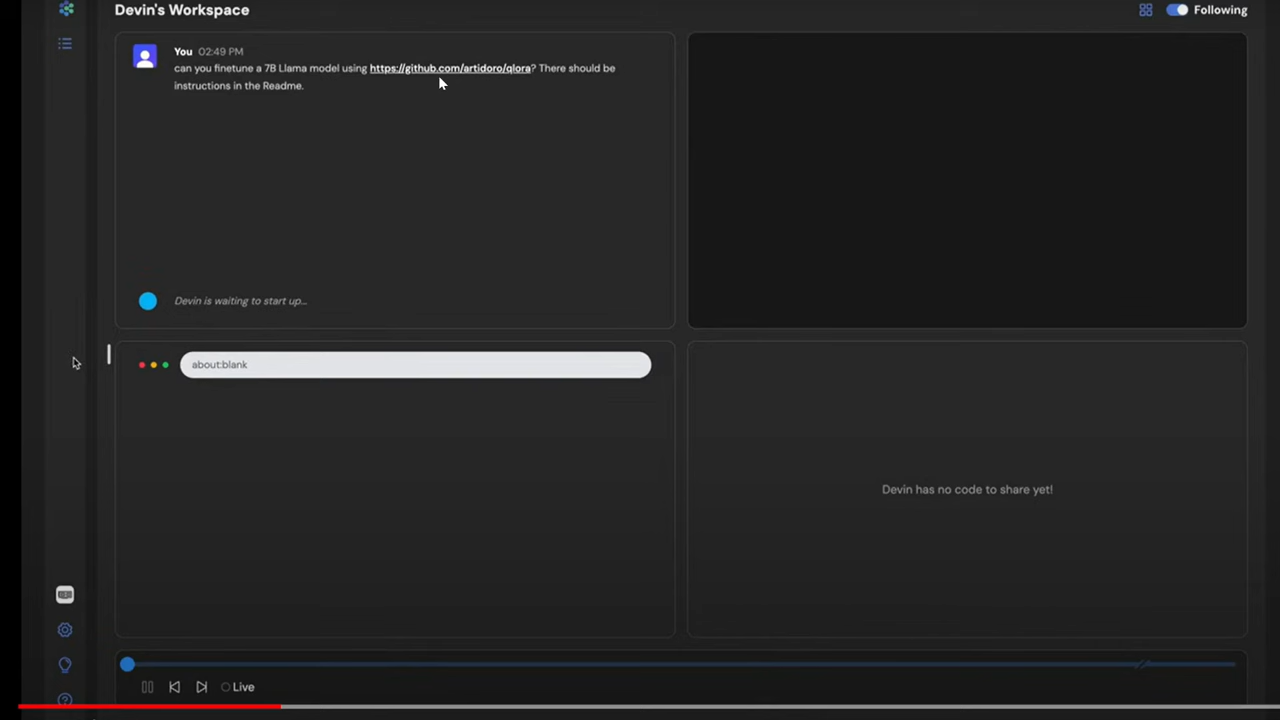 Devin's Workspace
Following
You 02:49 PM
can you finetune a 7B Llama model using https://github.com/artidoro/qlora? There should be
instructions in the Readme.
Devin is waiting to start up...
about:blank
Devin has no code to share yet!
Live